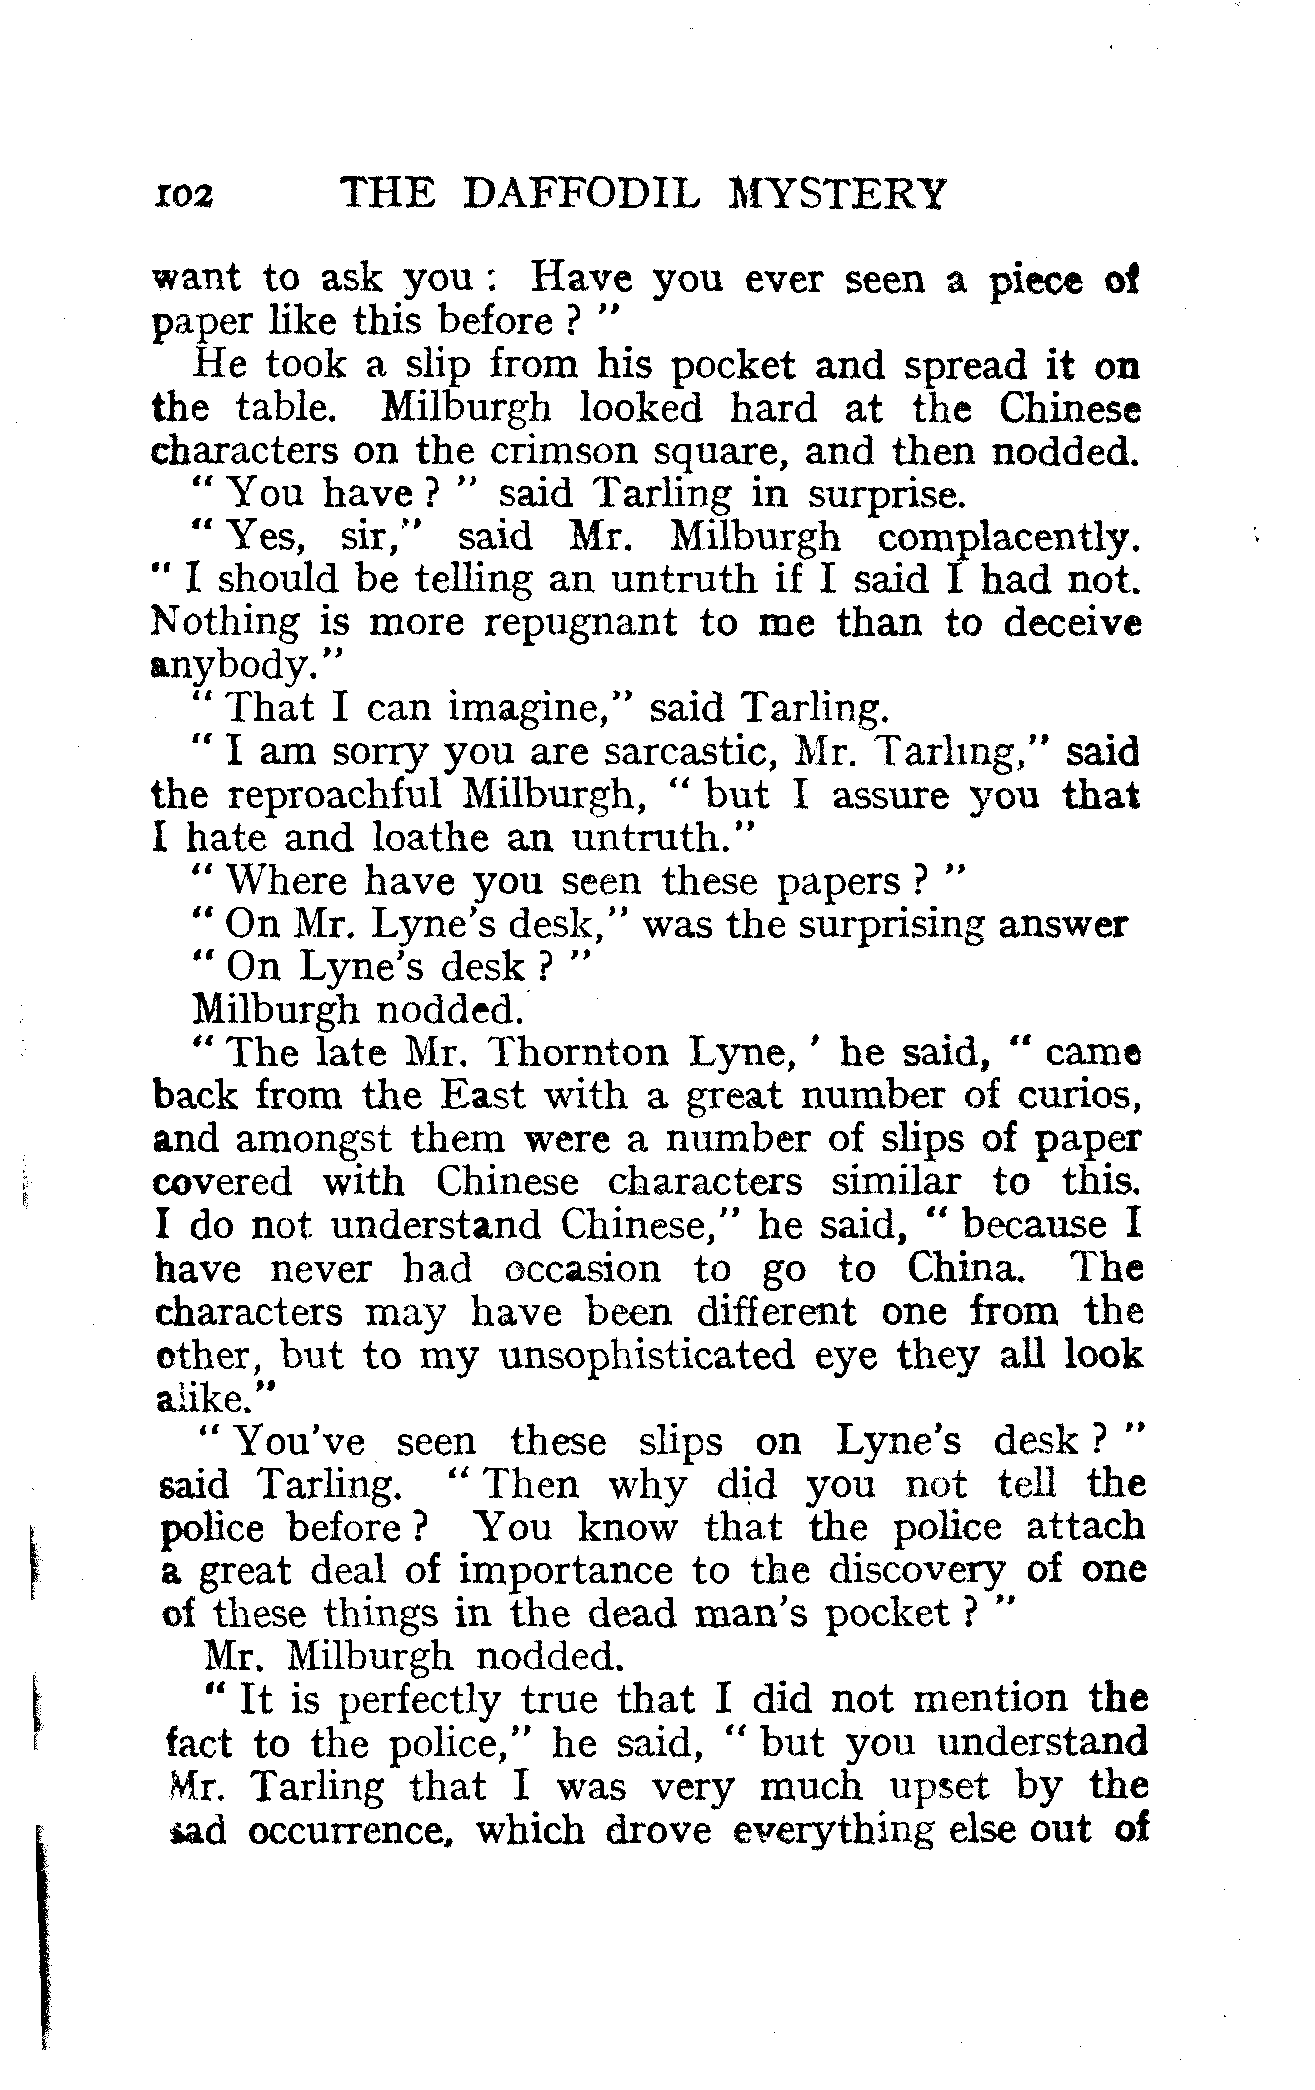 102 THE DAFFODIL MYSTERY
want to ask you : Have you ever seen a piece of
paper like this before ? "
He took a slip from his pocket and spread it on
the table. Milburgh looked hard at the Chinese
characters on the crimson square, and then nodded.
" You have ? " said Tarling in surprise.
" Yes, sir," said Mr. Milburgh complacently.
" I should be telling an untruth if I said I had not.
Nothing is more repugnant to me than to deceive
anybody."
" That I can imagine," said Tarling.
" I am sorry you are sarcastic, Mr. Tarling," said
the reproachful Milburgh, " but I assure you that
I hate and loathe an untruth."
" Where have you seen these papers ? "
" On Mr. Lyne's desk," was the surprising answer
" On Lyne's desk ? "
Milburgh nodded.
" The late Mr. Thornton Lyne, ' he said, " came
back from the East with a great number of curios,
and amongst them were a number of slips of paper
covered with Chinese characters similar to this.
I do not understand Chinese," he said, " because I
have never had occasion to go to China. The
characters may have been different one from the
other, but to my unsophisticated eye they all look
alike."
" You've seen these slips on Lyne's desk ? "
said Tarling. " Then why did you not tell the
police before ? You know that the police attach
a great deal of importance to the discovery of one
of these things in the dead man's pocket ? "
Mr. Milburgh nodded.
" It is perfectly true that I did not mention the
fact to the police," he said, " but you understand
Mr. Tarling that I was very much upset by the
sad occurrence, which drove everything else out of